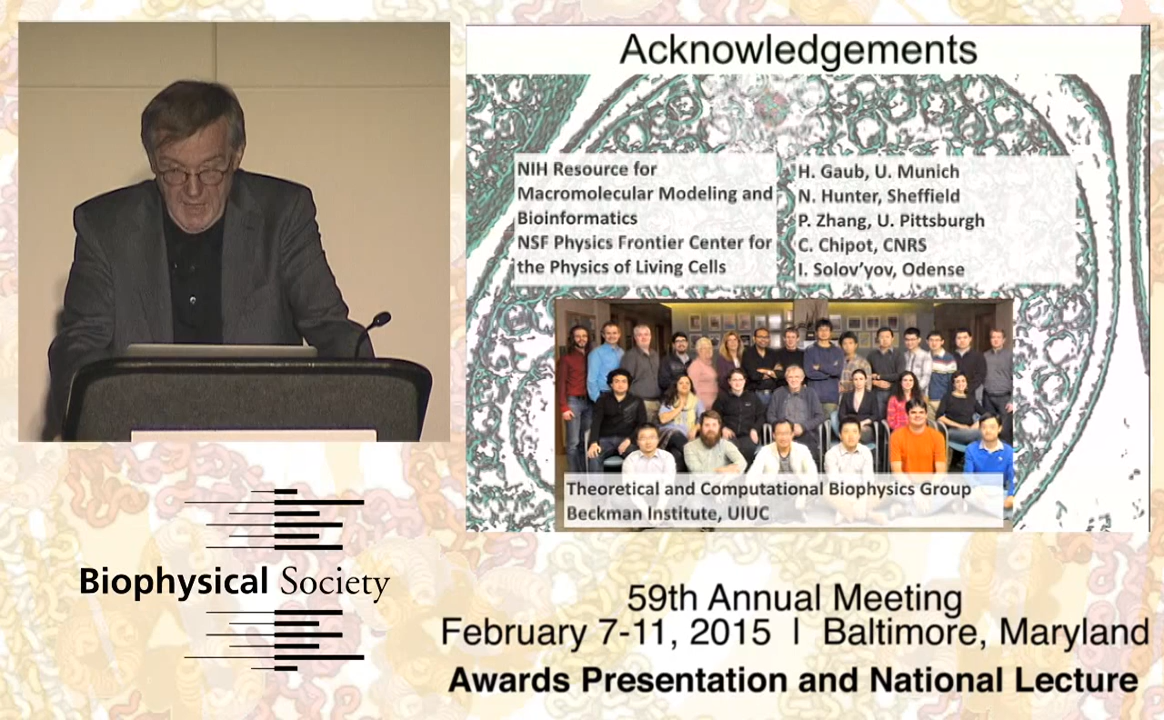 Acknowledgements
NIH Resource for
Macromolecular Modeling and
Bioinformatics
NSF Physics Frontier Center for
the Physics of Living Cells
H. Gaub, U. Munich
N. Hunter, Sheffield
P. Zhang, U. Pittsburgh
C. Chipot, CNRS
I. Solov'yov, Odense
Theoretical and Computational Biophysics Group
Beckman Institute, UIUC
Biophysical Society
59th Annual Meeting
February 7-11, 2015 | Baltimore, Maryland
Awards Presentation and National Lecture